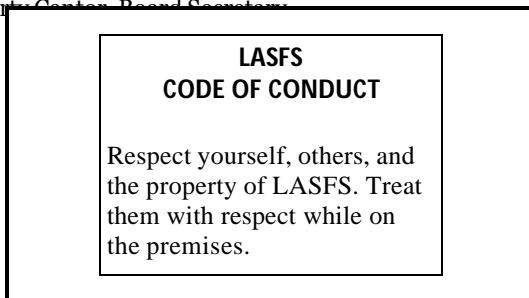 LASFS
CODE OF CONDUCT
Respect yourself, others, and
the property of LASFS. Treat
them with respect while on
the premises.